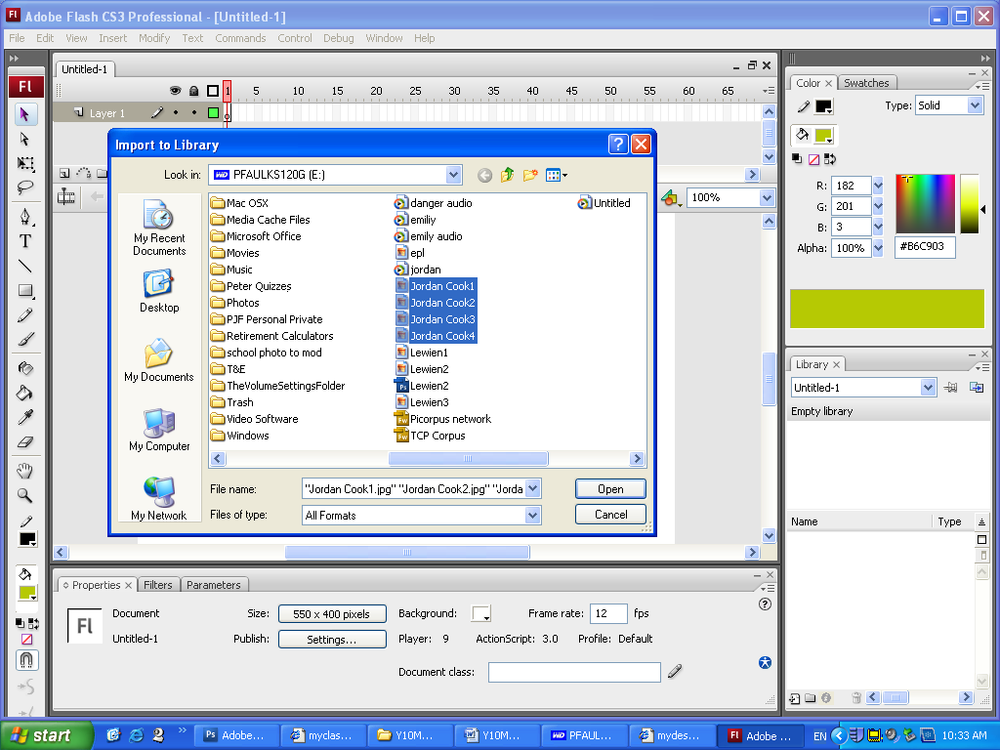 Adobe Flash CS3 Professional - [Untitled-1]
File Edit View Insert Modify Text Commands Control Debug Window Help
Untitled-1
1 5 10 15 20 25 30 35 40 45 50 55 60 65
Layer 1
Import to Library
Look in: PFAULKS120G (E:)
My Recent Documents
Desktop
My Documents
My Computer
My Network
Mac OSX
Media Cache Files
Microsoft Office
Movies
Music
Peter Quizzes
Photos
PJF Personal Private
Retirement Calculators
school photo to mod
T&E
TheVolumeSettingsFolder
Trash
Video Software
Windows
danger audio
emiliy
emily audio
epl
jordan
Jordan Cook1
Jordan Cook2
Jordan Cook3
Jordan Cook4
Lewien1
Lewien2
Lewien2
Lewien3
Picorpus network
TCP Corpus
Untitled
File name: "Jordan Cook1.jpg" "Jordan Cook2.jpg" "Jorda
Open
Files of type: All Formats
Cancel
100%
Color Swatches
Type: Solid
R: 182
G: 201
B: 3
Alpha: 100% #B6C903
Library
Untitled-1
Empty library
Name Type
Properties Filters Parameters
Fl
Document
Untitled-1
Size: 550 x 400 pixels
Background:
Frame rate: 12 fps
Publish: Settings...
Player: 9 ActionScript: 3.0 Profile: Default
Document class:
start
Adobe...
myclas...
Y10M...
Y10M...
PFAUL...
mydes...
Adobe ...
EN
10:33 AM